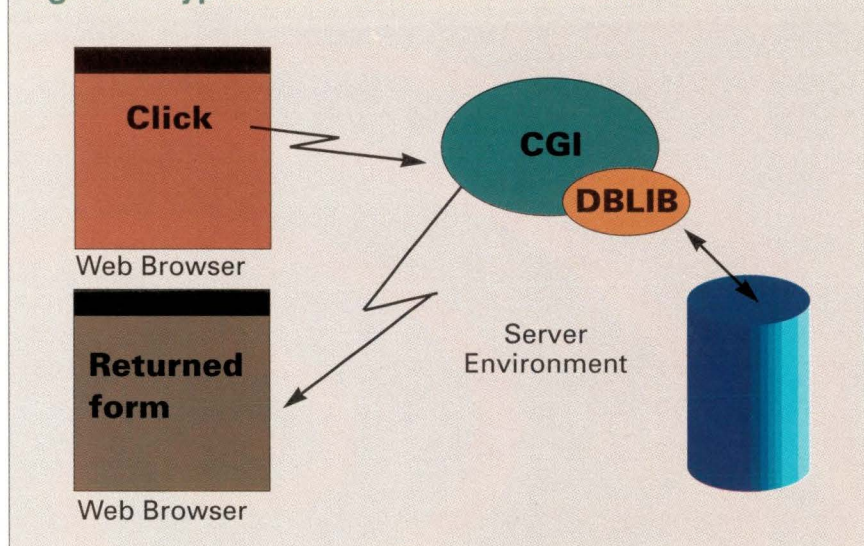 Click
CGI
DBLIB
Web Browser
Returned
form
Server
Environment
Web Browser